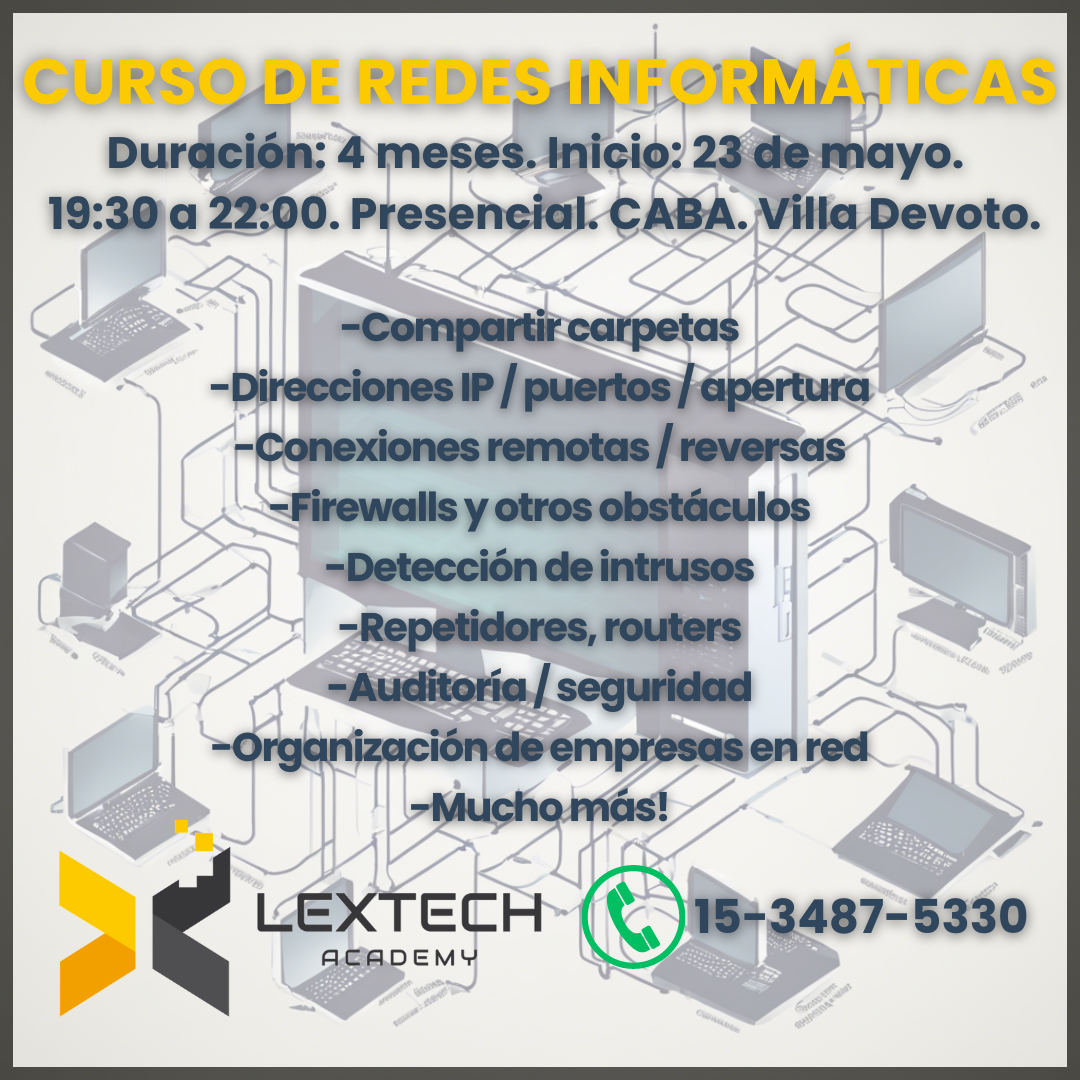 CURSO DE REDES INFORMÁTICAS
Duración: 4 meses. Inicio: 23 de mayo.
19:30 a 22:00. Presencial. CABA. Villa Devoto.
-Compartir carpetas
-Direcciones IP / puertos / apertura
-Conexiones remotas / reversas
-Firewalls y otros obstáculos
-Detección de intrusos
-Repetidores, routers
-Auditoría / seguridad
-Organización de empresas en red
-Mucho más!
LEXTECH
ACADEMY
15-3487-5330